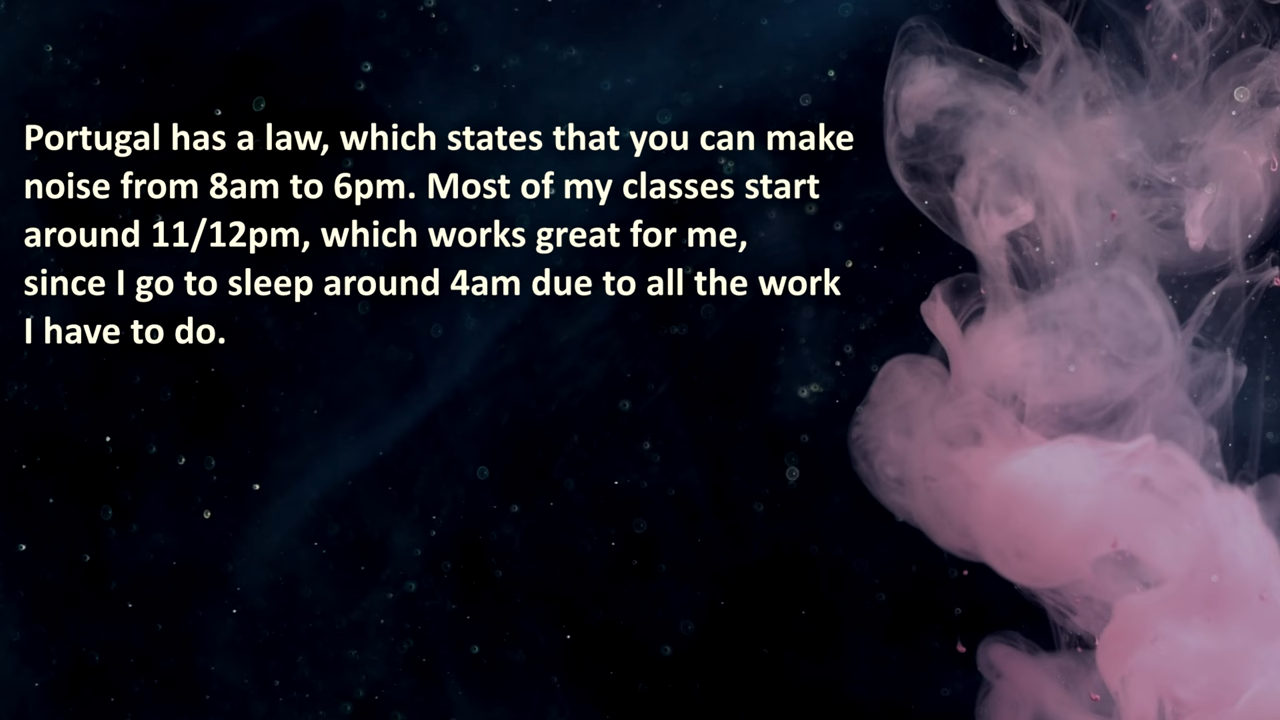 Portugal has a law, which states that you can make
noise from 8am to 6pm. Most of my classes start
around 11/12pm, which works great for me,
since I go to sleep around 4am due to all the work
I have to do.